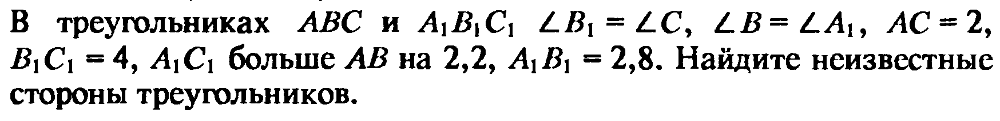 В треугольниках ABC и A₁B₁C₁ ∠B₁ = ∠C, ∠B = ∠A₁, AC = 2,
B₁C₁ = 4, A₁C₁ больше AB на 2,2, A₁B₁ = 2,8. Найдите неизвестные
стороны треугольников.